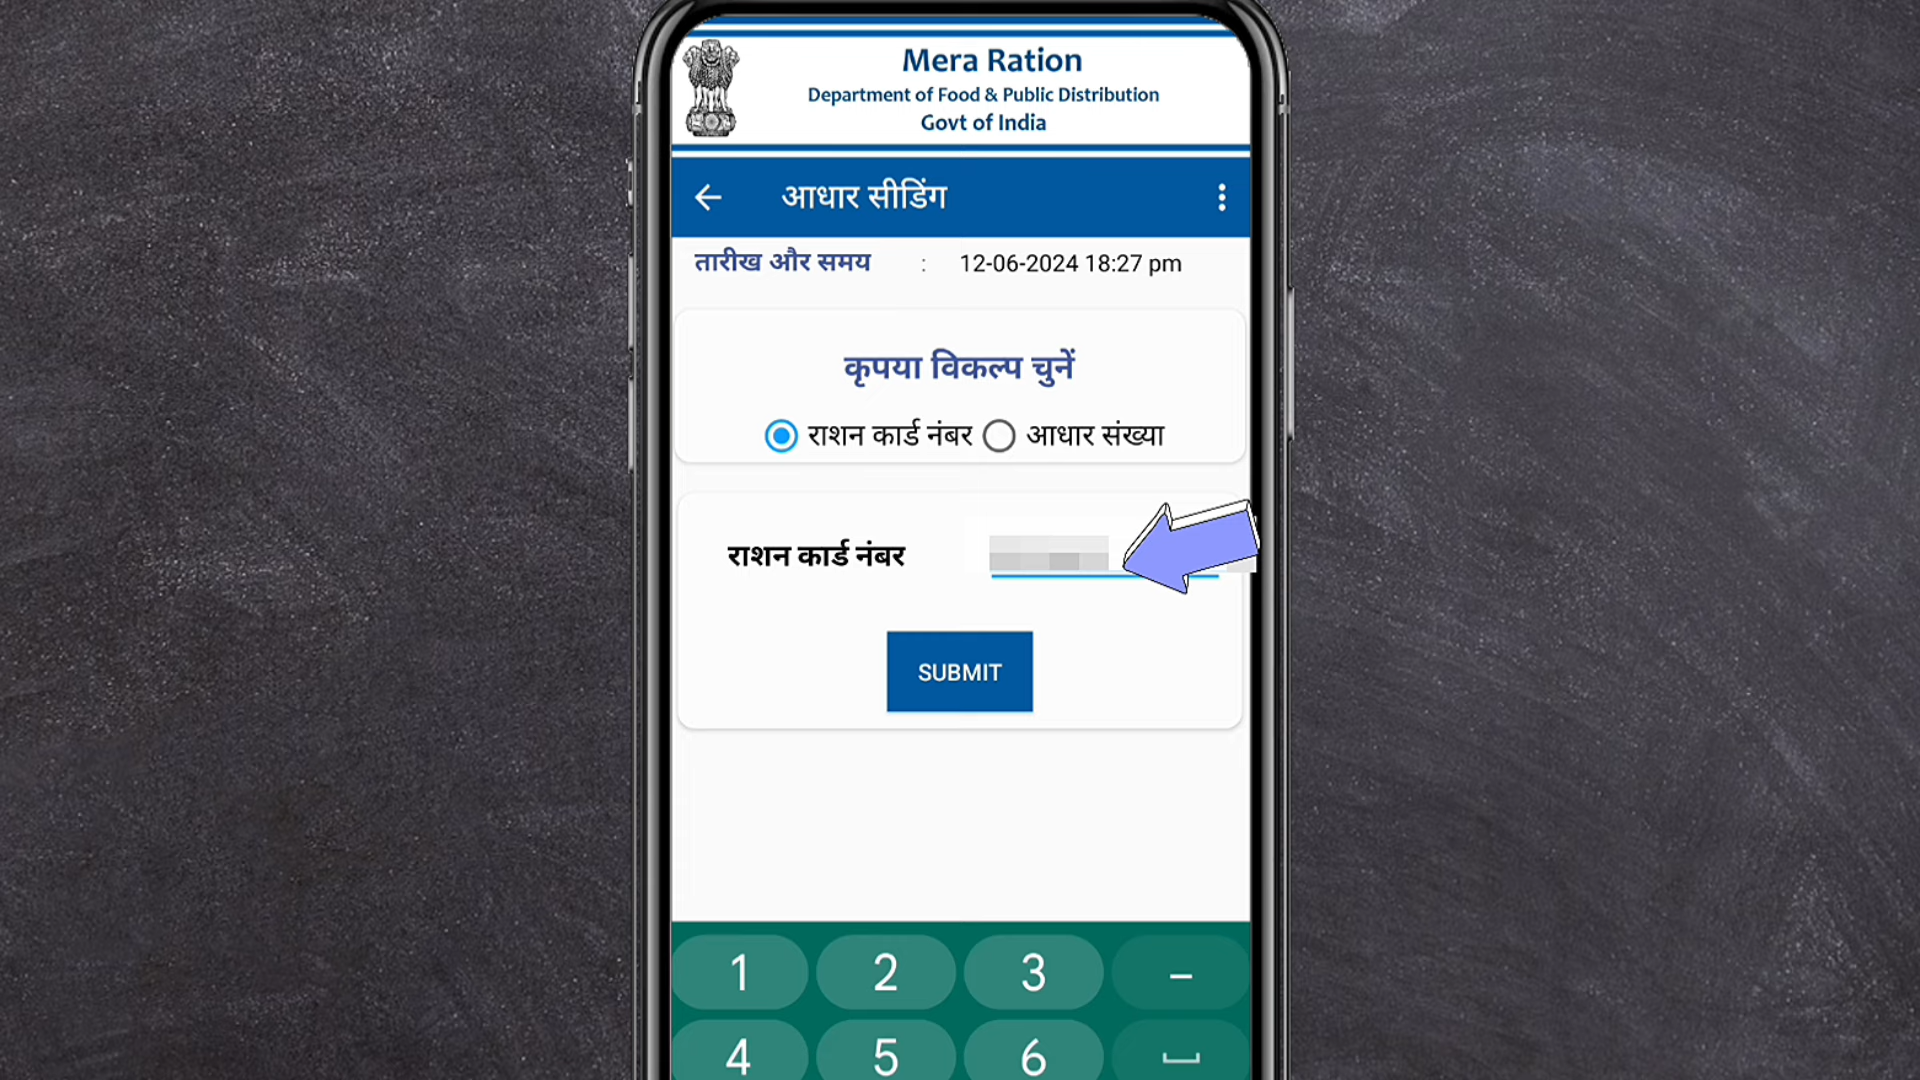 Mera Ration
Department of Food & Public Distribution
Govt of India
आधार सीडिंग
तारीख और समय : 12-06-2024 18:27 pm
कृपया विकल्प चुनें
राशन कार्ड नंबर आधार संख्या
राशन कार्ड नंबर
SUBMIT
1 2 3 –
4 5 6